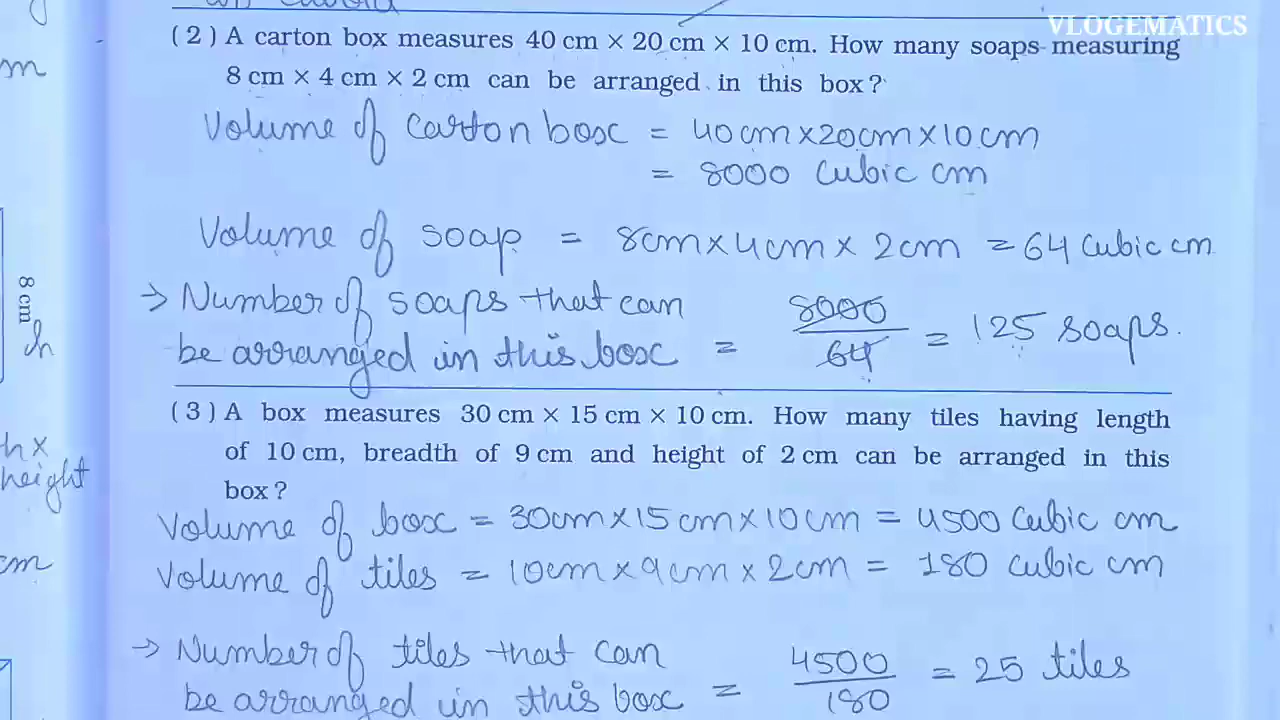 VLOGEMATICS
(2) A carton box measures 40 cm × 20 cm × 10 cm. How many soaps measuring
8 cm × 4 cm × 2 cm can be arranged in this box?
Volume of carton box = 40cm×20cm×10cm
= 8000 cubic cm
Volume of soap = 8cm×4cm× 2cm = 64 cubic cm
→ Number of soaps that can
be arranged in this box = 8000/64 = 125 soaps.
(3) A box measures 30 cm × 15 cm × 10 cm. How many tiles having length
of 10 cm, breadth of 9 cm and height of 2 cm can be arranged in this
box?
Volume of box = 30cm×15cm×10cm = 4500 cubic cm
Volume of tiles = 10cm×9cm×2cm = 180 cubic cm
→ Number of tiles that can
be arranged in this box = 4500/180 = 25 tiles
m
8 cm
h
h×
height
cm